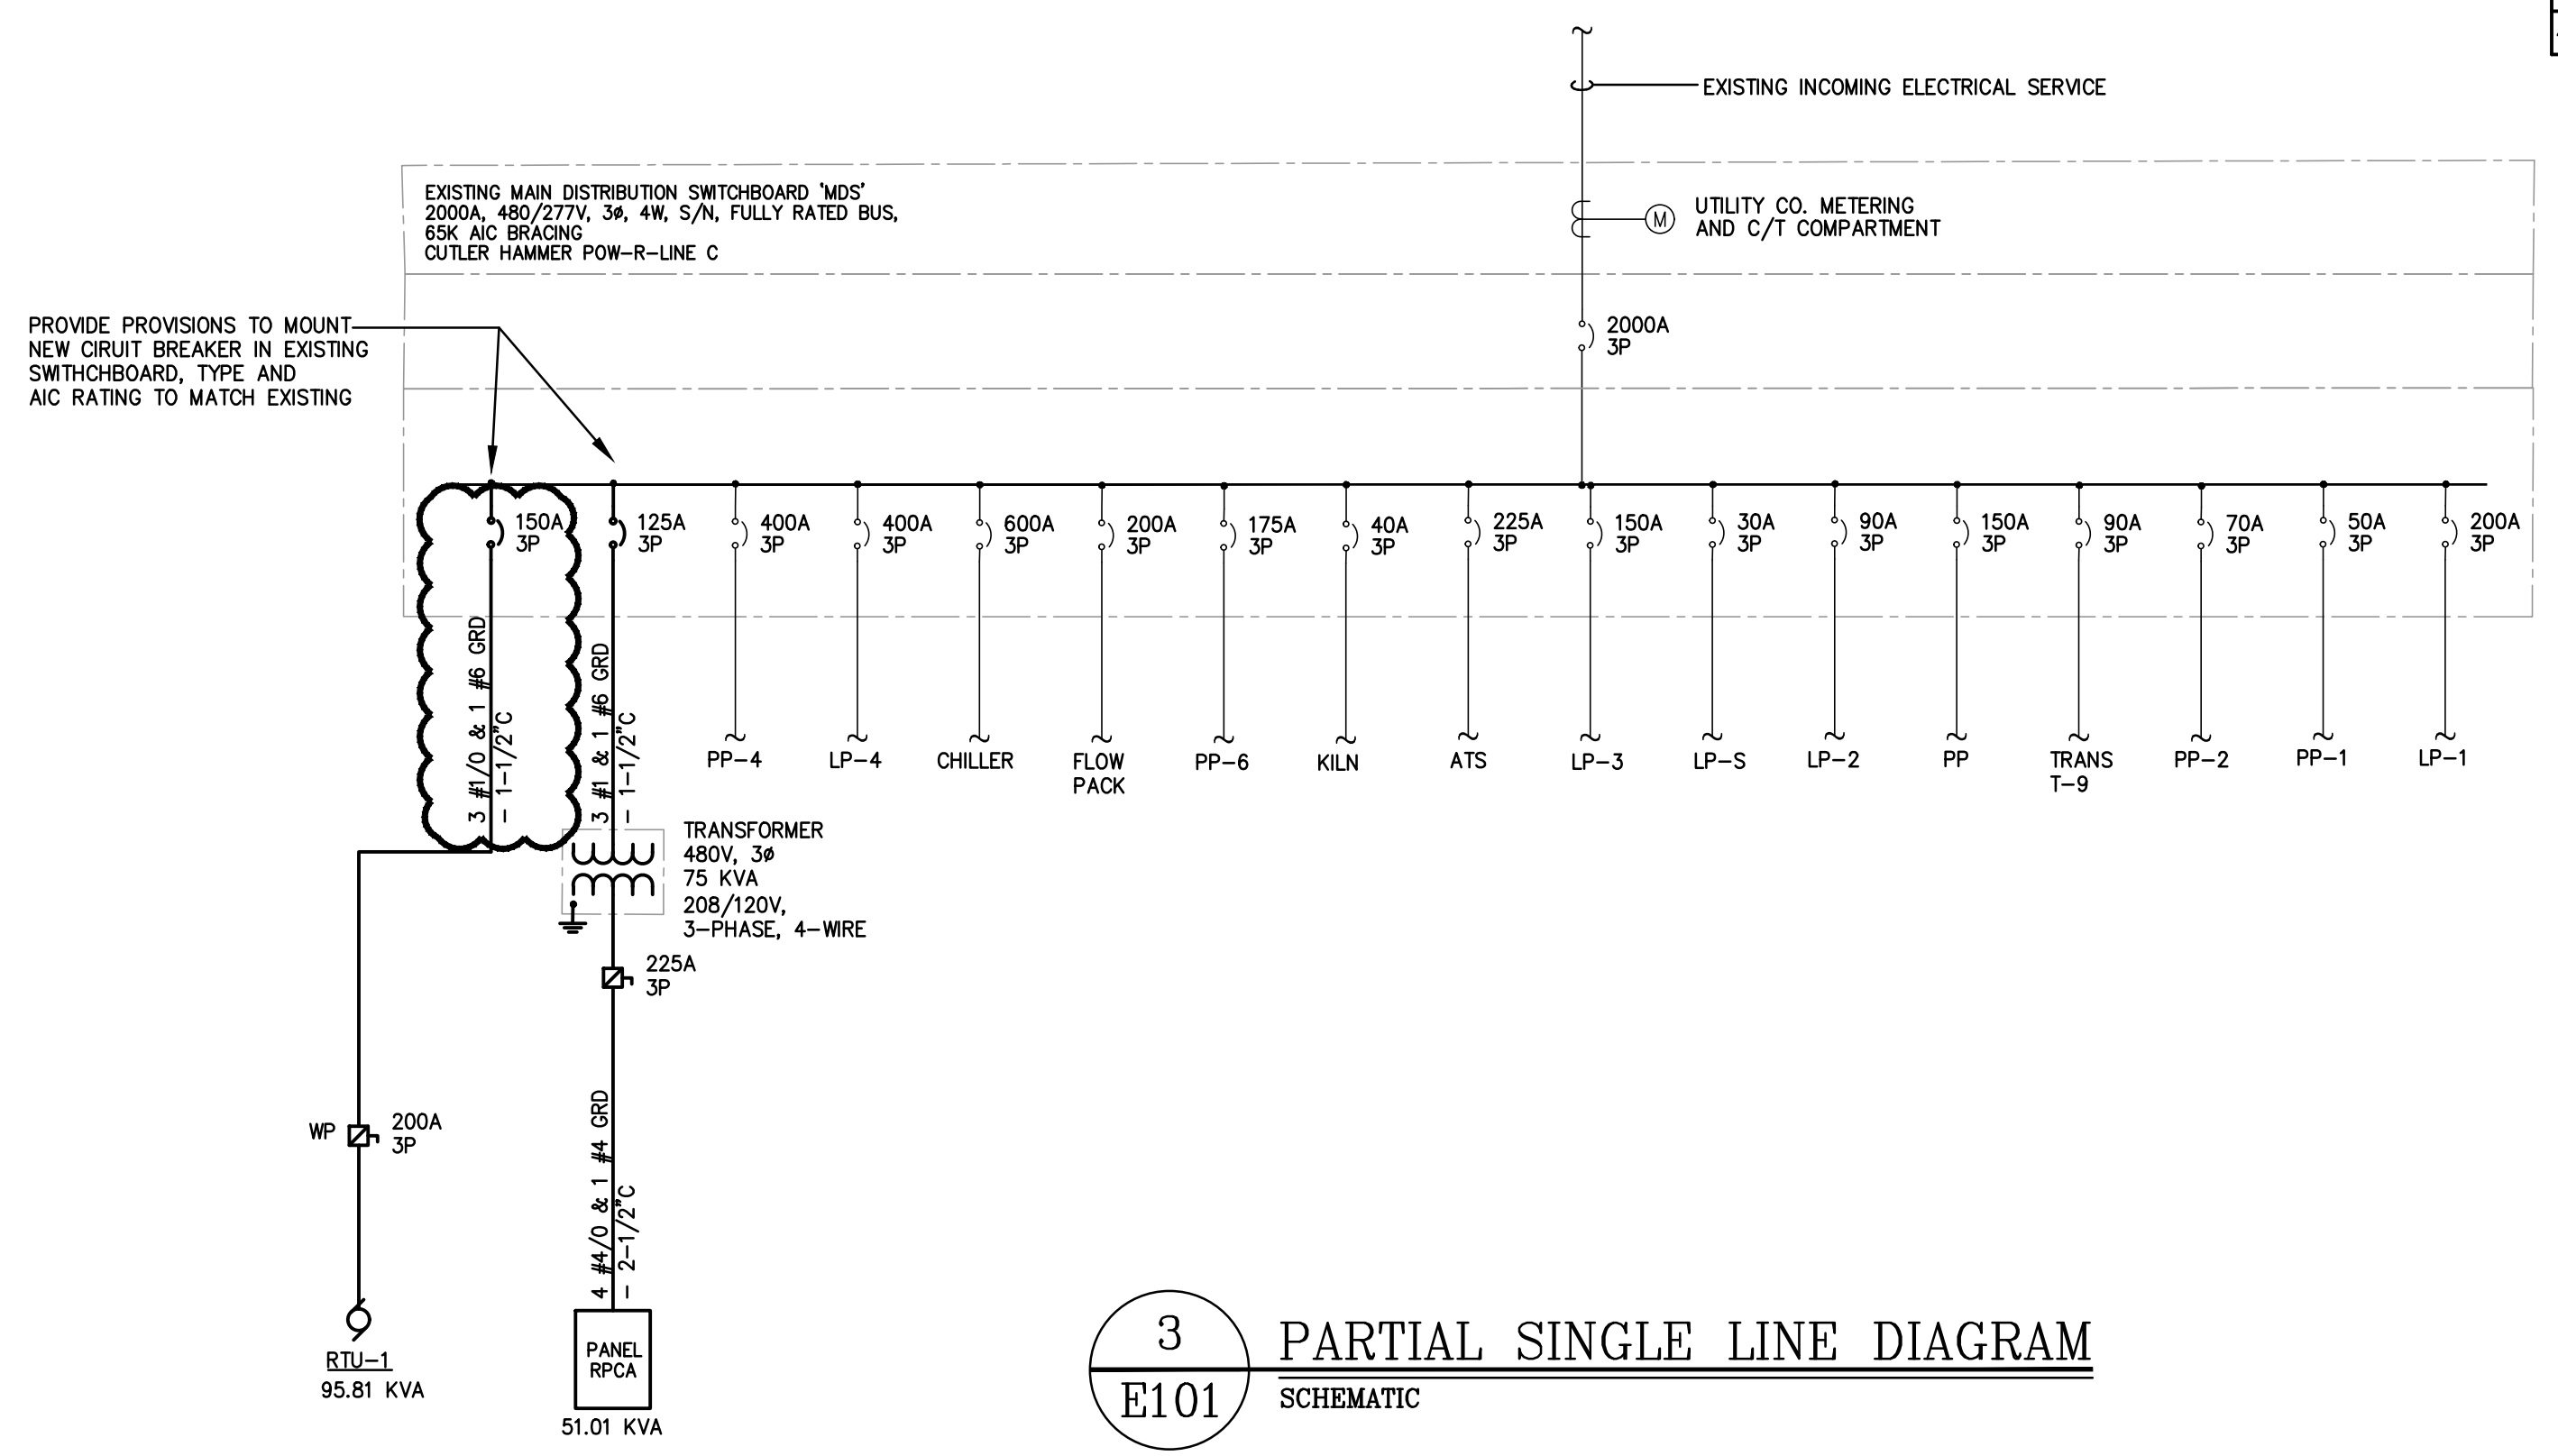 EXISTING INCOMING ELECTRICAL SERVICE
EXISTING MAIN DISTRIBUTION SWITCHBOARD 'MDS'
2000A, 480/277V, 3ø, 4W, S/N, FULLY RATED BUS,
65K AIC BRACING
CUTLER HAMMER POW-R-LINE C
M
UTILITY CO. METERING
AND C/T COMPARTMENT
PROVIDE PROVISIONS TO MOUNT
NEW CIRUIT BREAKER IN EXISTING
SWITHCHBOARD, TYPE AND
AIC RATING TO MATCH EXISTING
2000A
3P
150A
3P
125A
3P
400A
3P
400A
3P
600A
3P
200A
3P
175A
3P
40A
3P
225A
3P
150A
3P
30A
3P
90A
3P
150A
3P
90A
3P
70A
3P
50A
3P
200A
3P
3 #1/0 & 1 #6 GRD
- 1-1/2"C
3 #1 & 1 #6 GRD
- 1-1/2"C
PP-4
LP-4
CHILLER
FLOW
PACK
PP-6
KILN
ATS
LP-3
LP-S
LP-2
PP
TRANS
T-9
PP-2
PP-1
LP-1
TRANSFORMER
480V, 3ø
75 KVA
208/120V,
3-PHASE, 4-WIRE
225A
3P
WP
200A
3P
4 #4/0 & 1 #4 GRD
- 2-1/2"C
RTU-1
95.81 KVA
PANEL
RPCA
51.01 KVA
3
E101
PARTIAL SINGLE LINE DIAGRAM
SCHEMATIC